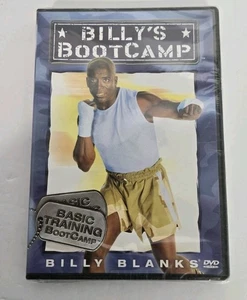 BILLY'S
BOOTCAMP
BASIC
TRAINING
BOOTCAMP
BILLY BLANKS
DVD